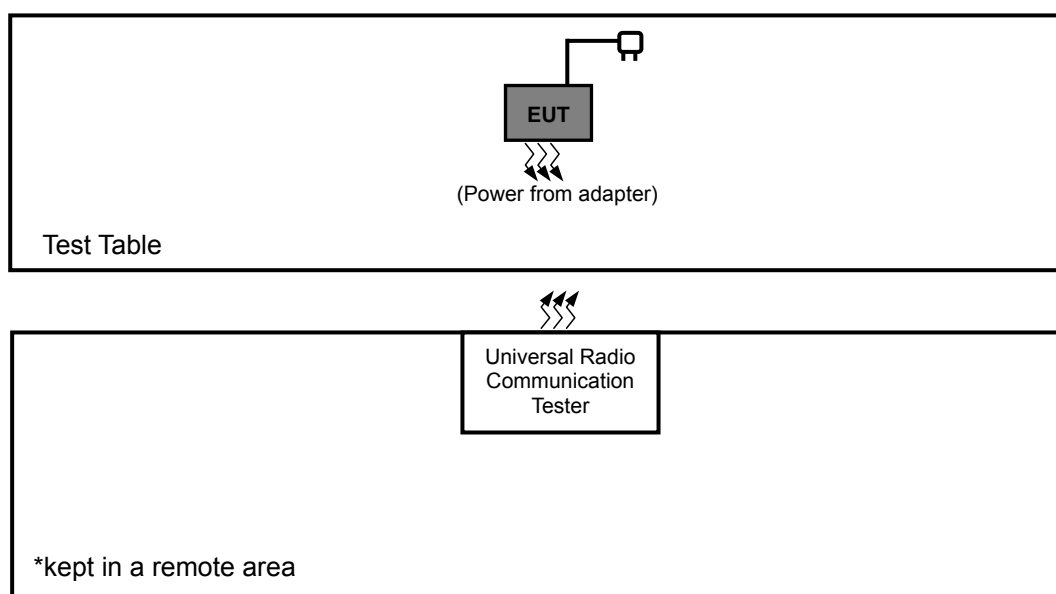 EUT
(Power from adapter)
Test Table
Universal Radio
Communication
Tester
*kept in a remote area